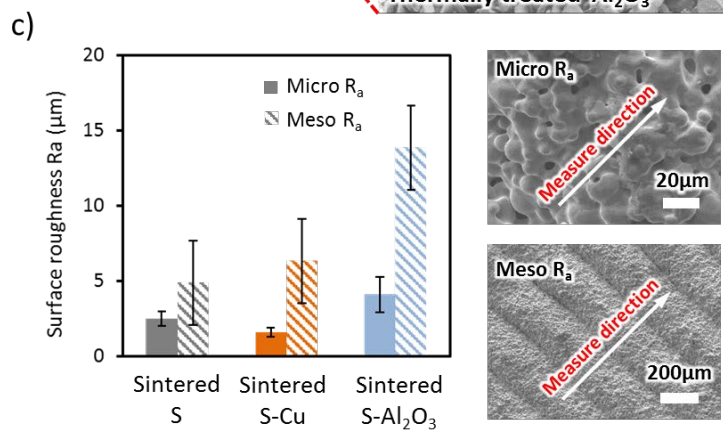 Thermally treated Al₂O₃
c)
20
15
10
5
0
Surface roughness Ra (μm)
Micro Rₐ
Meso Rₐ
Sintered
S
Sintered
S-Cu
Sintered
S-Al₂O₃
Micro Rₐ
Measure direction
20μm
Meso Rₐ
Measure direction
200μm